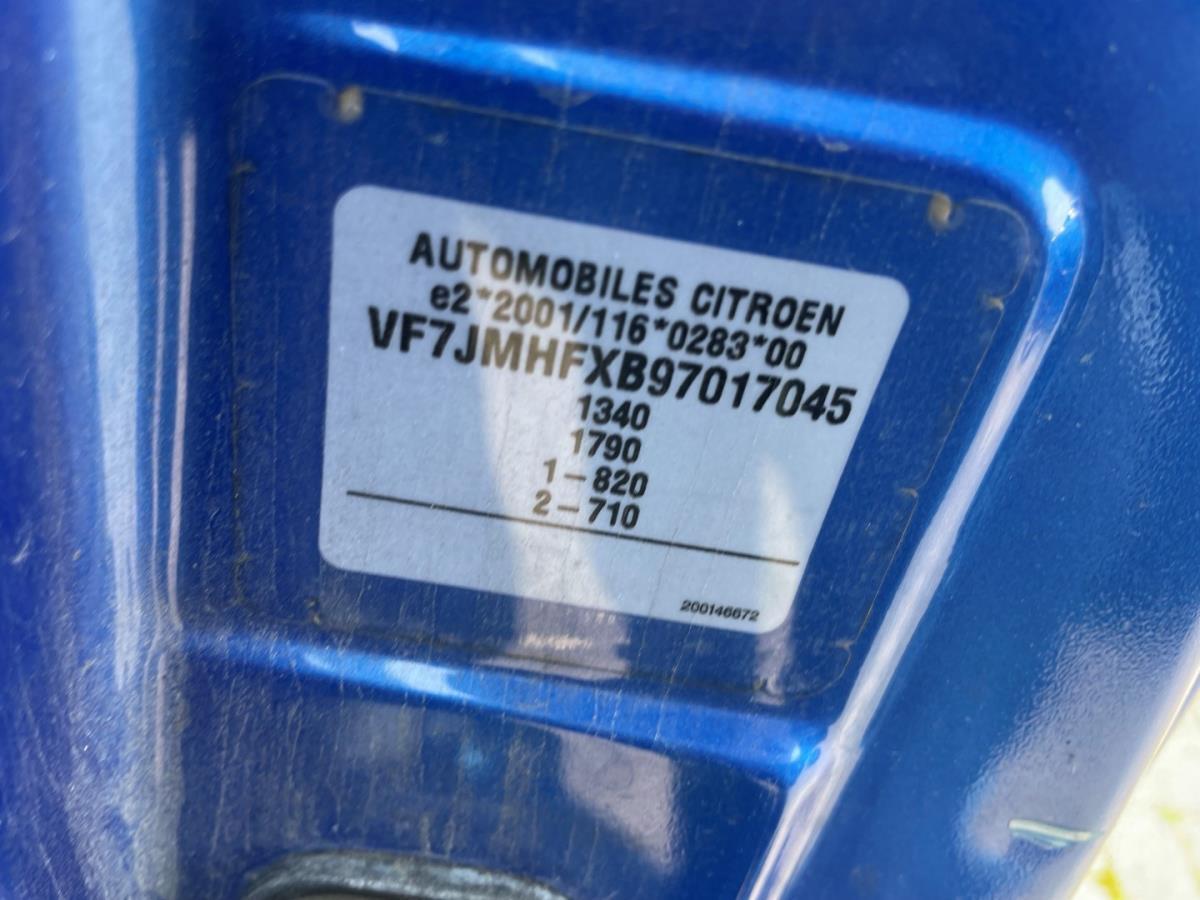 AUTOMOBILES CITROEN
e2*2001/116*0283*00
VF7JMHFXB97017045
1340
1790
1-820
2-710
200146672